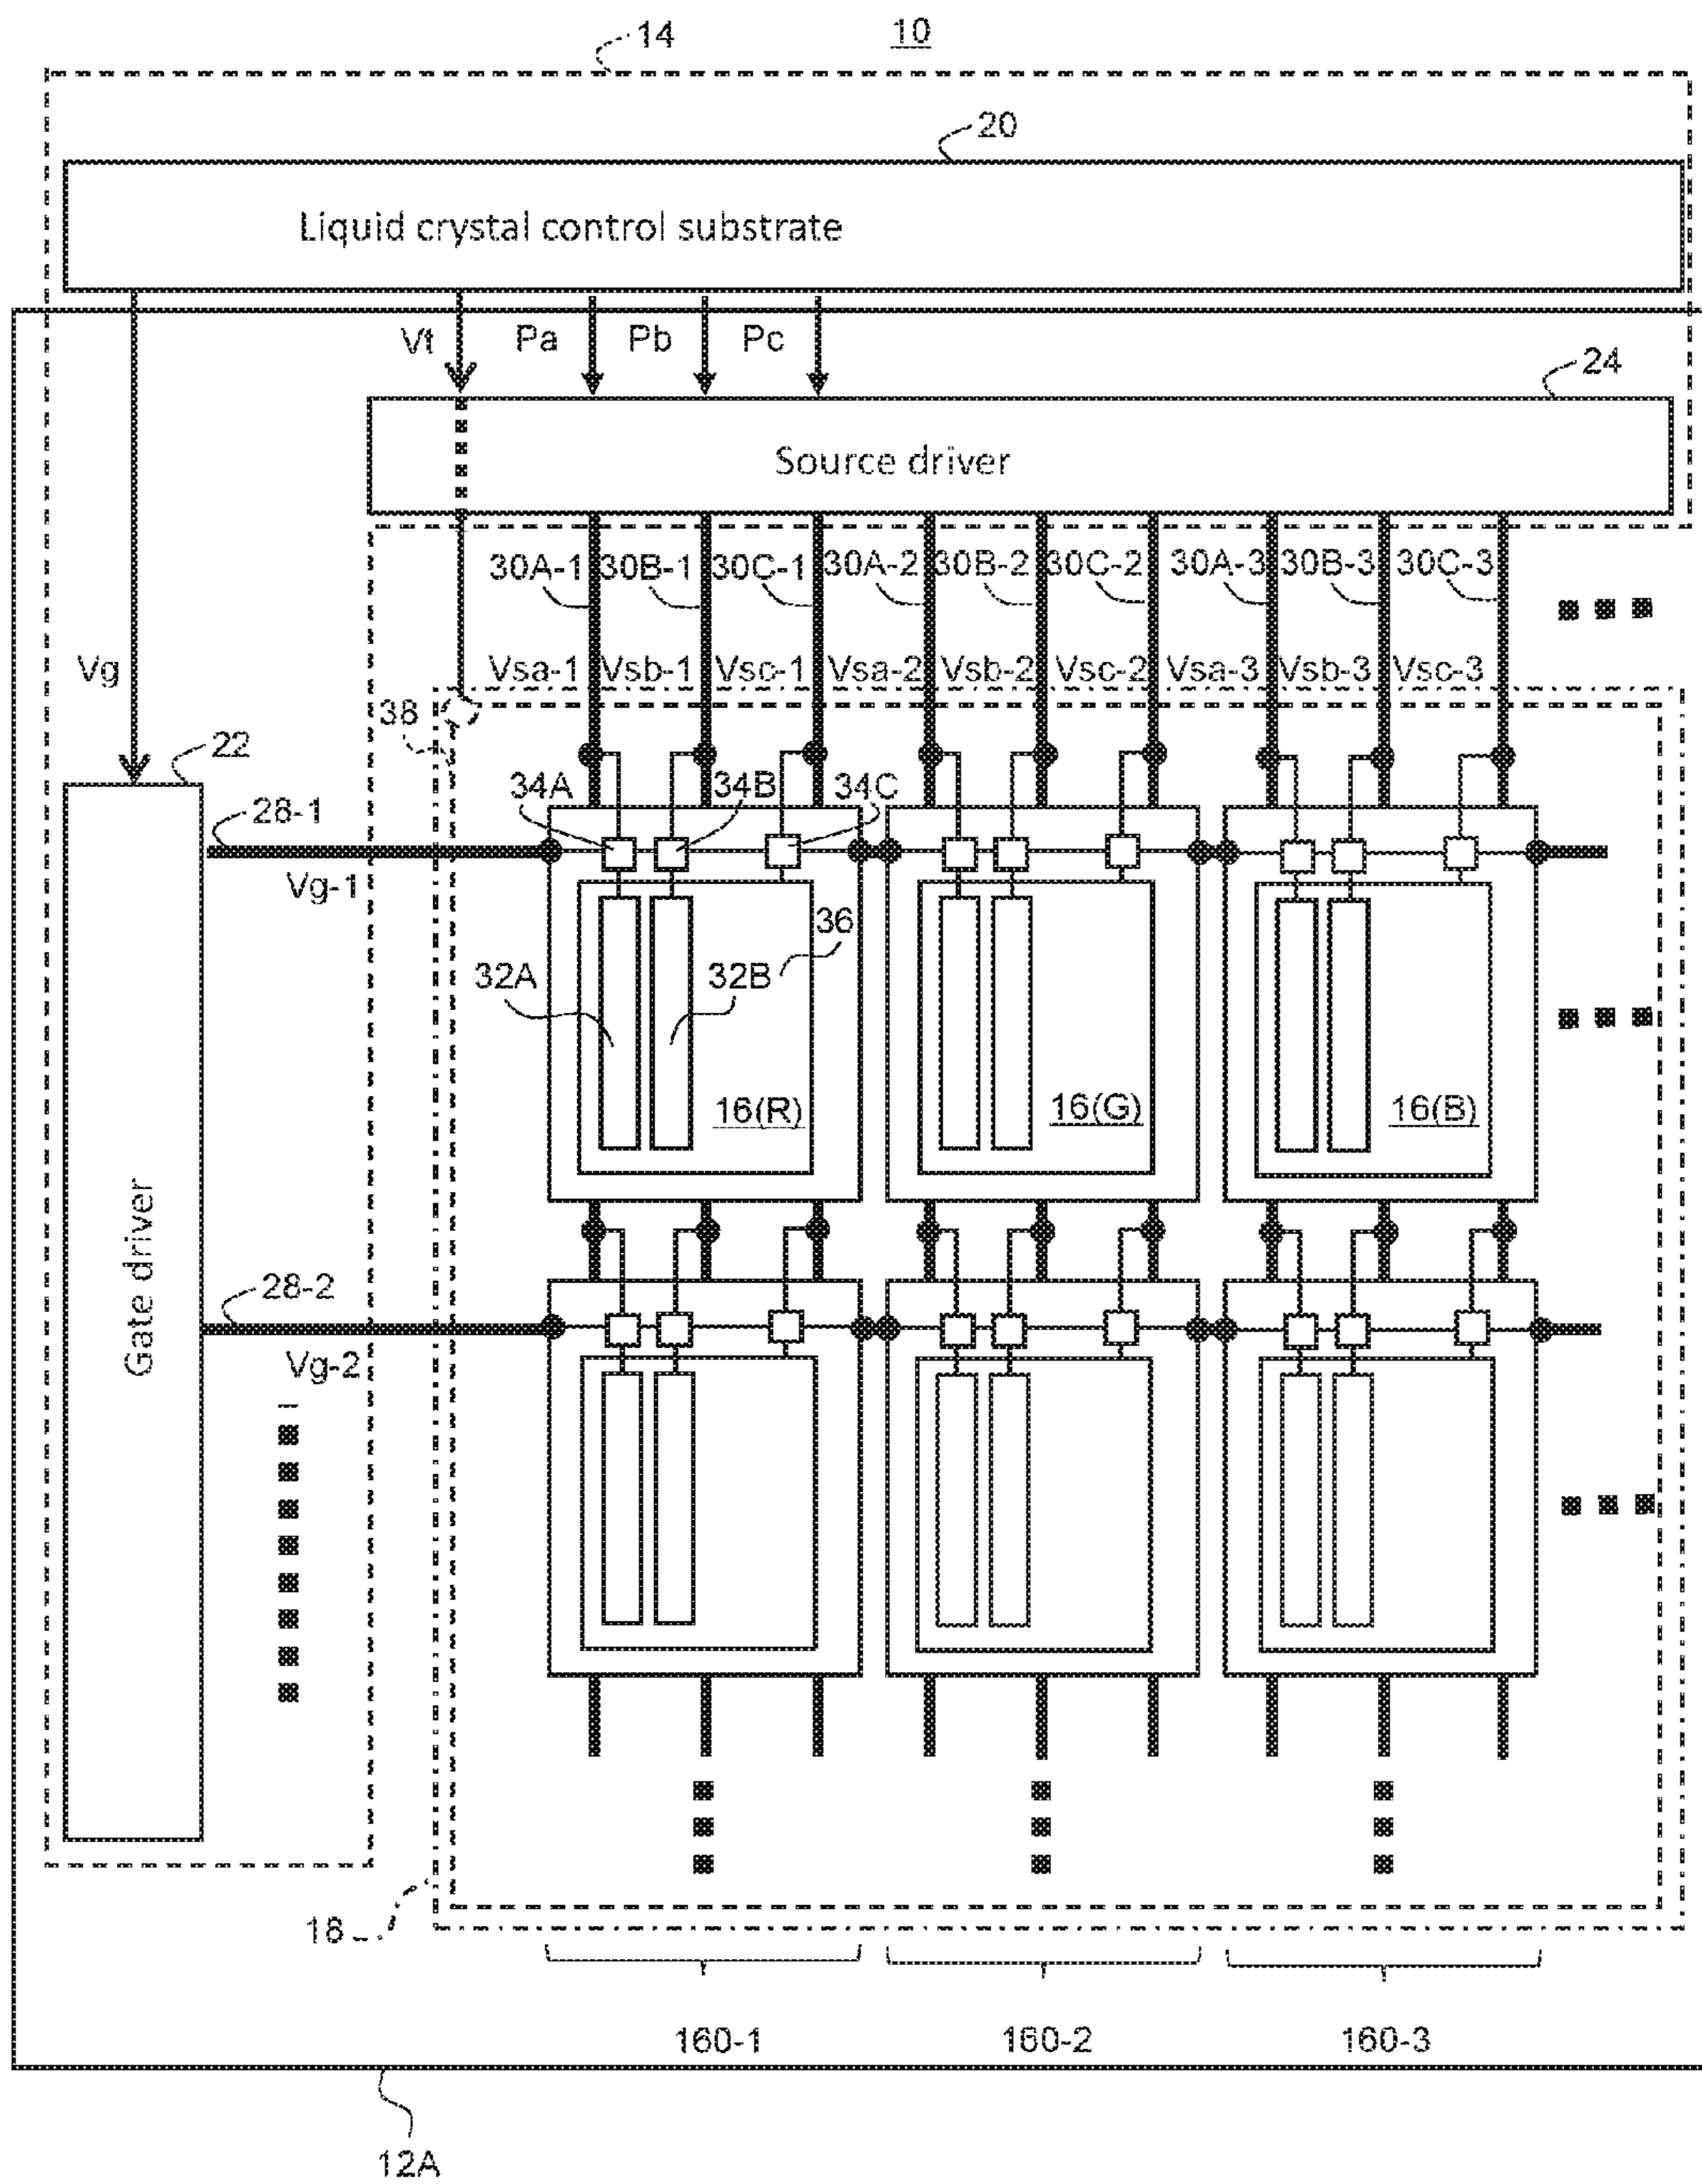 10
14
20
Liquid crystal control substrate
Vt Pa Pb Pc
24
Source driver
30A-1 30B-1 30C-1 30A-2 30B-2 30C-2 30A-3 30B-3 30C-3
Vg
Vsa-1 Vsb-1 Vsc-1 Vsa-2 Vsb-2 Vsc-2 Vsa-3 Vsb-3 Vsc-3
38
22
34A 34B 34C
28-1
Vg-1
36
32A 32B
16(R) 16(G) 16(B)
Gate driver
28-2
Vg-2
18
160-1 160-2 160-3
12A